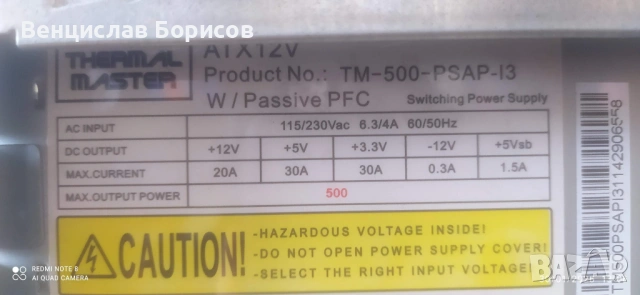 Венцислав Борисов
ATX12V
THERMAL MASTER
Product No.: TM-500-PSAP-I3
W / Passive PFC Switching Power Supply
AC INPUT 115/230Vac 6.3/4A 60/50Hz
DC OUTPUT +12V +5V +3.3V -12V +5Vsb
MAX.CURRENT 20A 30A 30A 0.3A 1.5A
MAX.OUTPUT POWER 500
CAUTION!
-HAZARDOUS VOLTAGE INSIDE!
-DO NOT OPEN POWER SUPPLY COVER!
-SELECT THE RIGHT INPUT VOLTAGE!
TM500PSAPI31142906558
REDMI NOTE 8
AI QUAD CAMERA
bazar